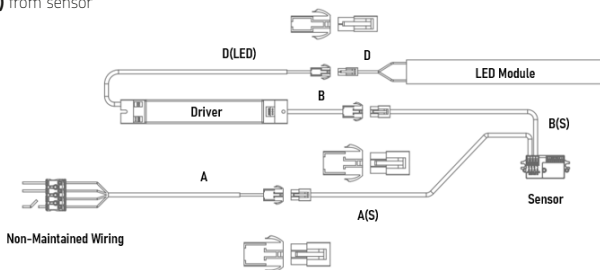 ) from sensor
D(LED)
D
LED Module
B
Driver
B(S)
A
Sensor
A(S)
Non-Maintained Wiring